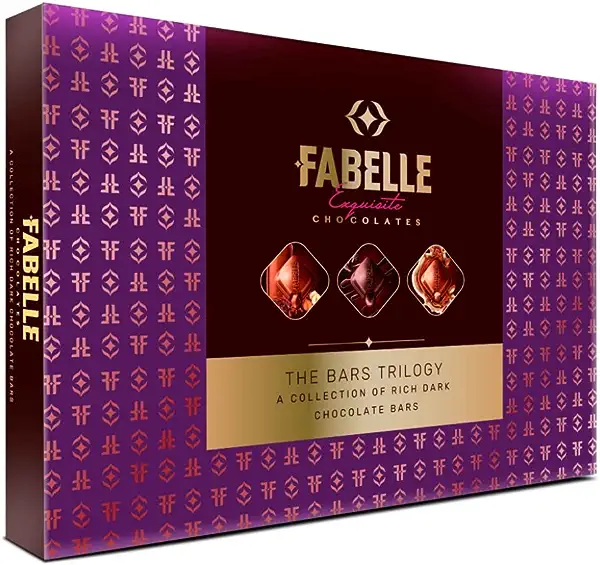 FABELLE
Exquisite
CHOCOLATES
THE BARS TRILOGY
A COLLECTION OF RICH DARK
CHOCOLATE BARS
FABELLE
CHOCOLATES
A COLLECTION OF RICH DARK CHOCOLATE BARS